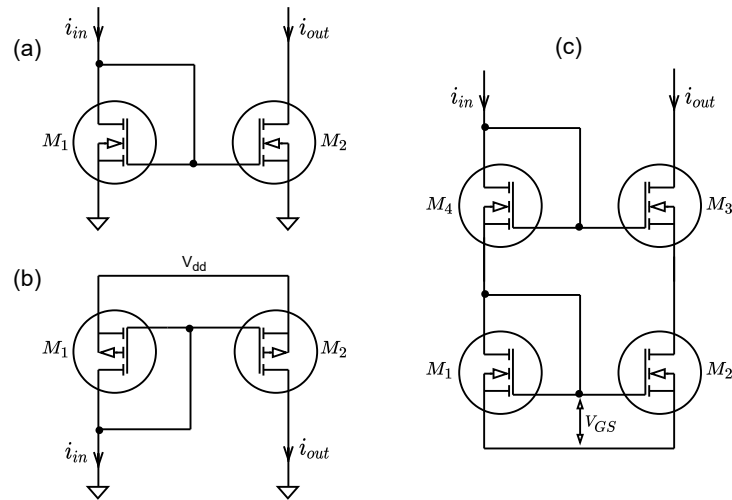 (a)
i_in
i_out
M_1
M_2
(b)
V_dd
M_1
M_2
i_in
i_out
(c)
i_in
i_out
M_4
M_3
M_1
M_2
V_GS